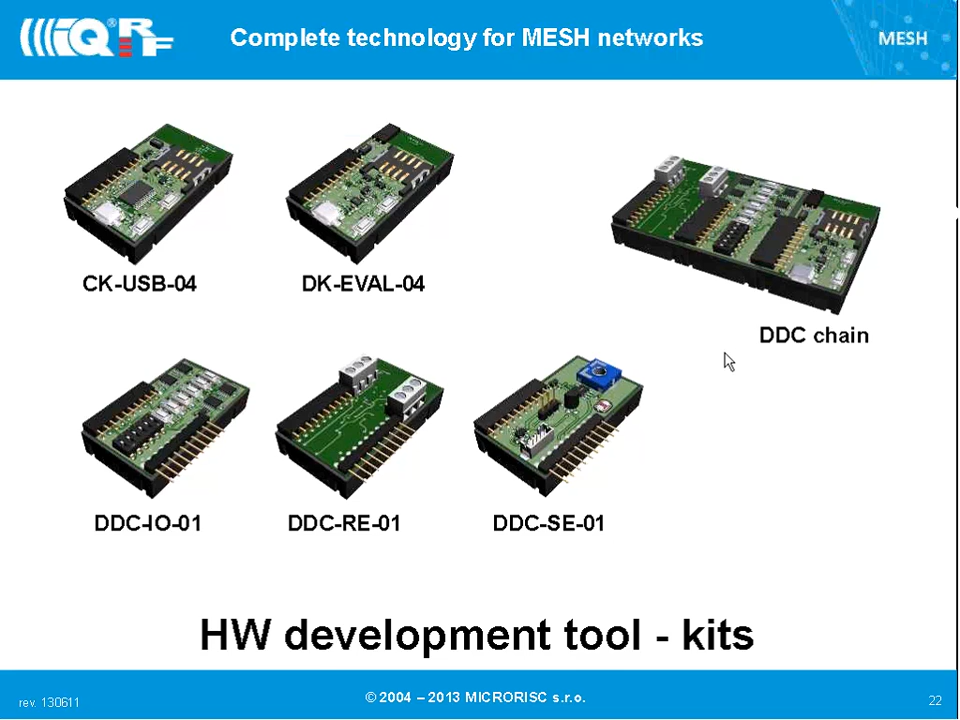 IQRF®
Complete technology for MESH networks
MESH
CK-USB-04
DK-EVAL-04
DDC chain
DDC-IO-01
DDC-RE-01
DDC-SE-01
HW development tool - kits
rev. 130611
© 2004 – 2013 MICRORISC s.r.o.
22